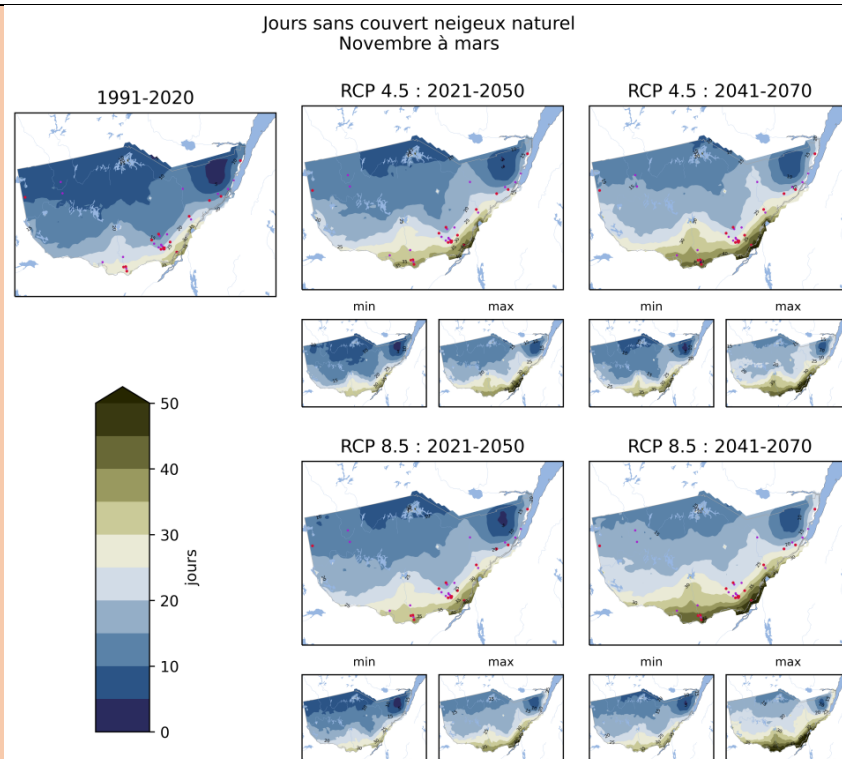 Jours sans couvert neigeux naturel
Novembre à mars
1991-2020
RCP 4.5 : 2021-2050
RCP 4.5 : 2041-2070
min
max
min
max
50
40
30
20
10
0
jours
RCP 8.5 : 2021-2050
RCP 8.5 : 2041-2070
min
max
min
max